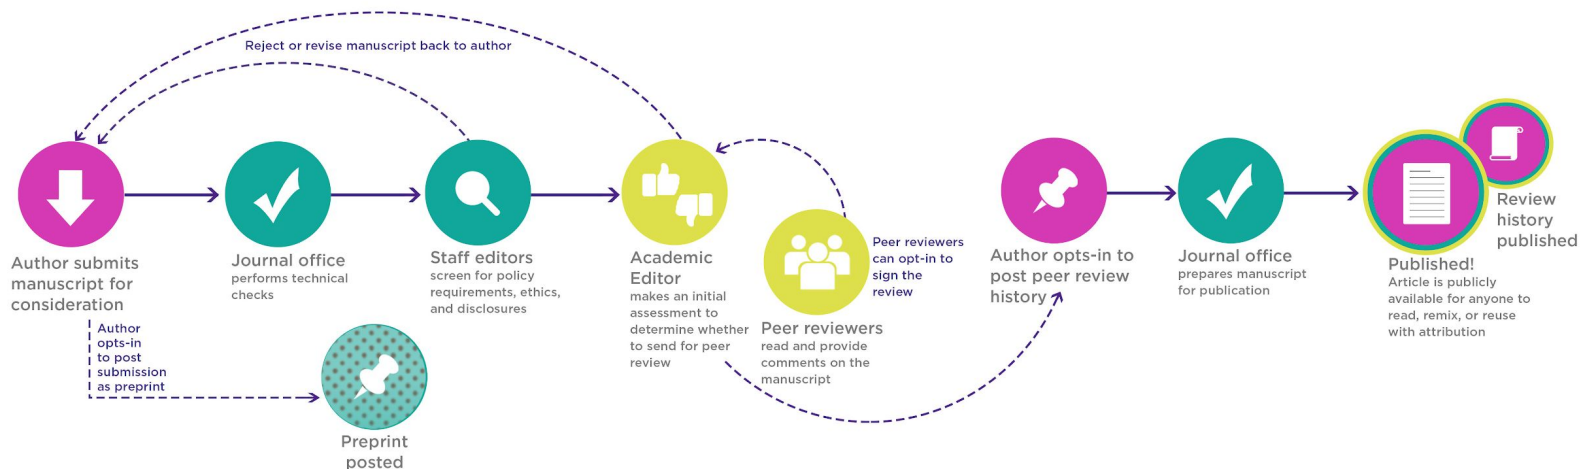 Reject or revise manuscript back to author
Author submits
manuscript for
consideration
Author
opts-in
to post
submission
as preprint
Preprint
posted
Journal office
performs technical
checks
Staff editors
screen for policy
requirements, ethics,
and disclosures
Academic
Editor
makes an initial
assessment to
determine whether
to send for peer
review
Peer reviewers
can opt-in to
sign the
review
Peer reviewers
read and provide
comments on the
manuscript
Author opts-in to
post peer review
history
Journal office
prepares manuscript
for publication
Review
history
published
Published!
Article is publicly
available for anyone to
read, remix, or reuse
with attribution